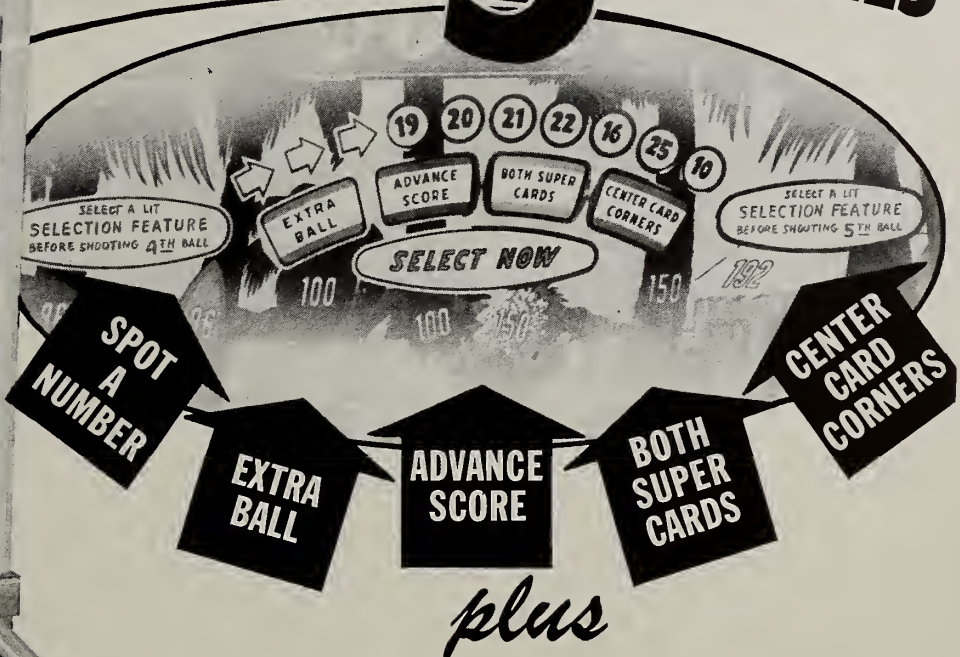 19 20 21 22 16 25 10
EXTRA
BALL
ADVANCE
SCORE
BOTH SUPER
CARDS
CENTER CARD
CORNERS
SELECT A LIT
SELECTION FEATURE
BEFORE SHOOTING 4TH BALL
SELECT NOW
SELECT A LIT
SELECTION FEATURE
BEFORE SHOOTING 5TH BALL
100
100
150
150
192
SPOT
A
NUMBER
EXTRA
BALL
ADVANCE
SCORE
BOTH
SUPER
CARDS
CENTER
CARD
CORNERS
plus